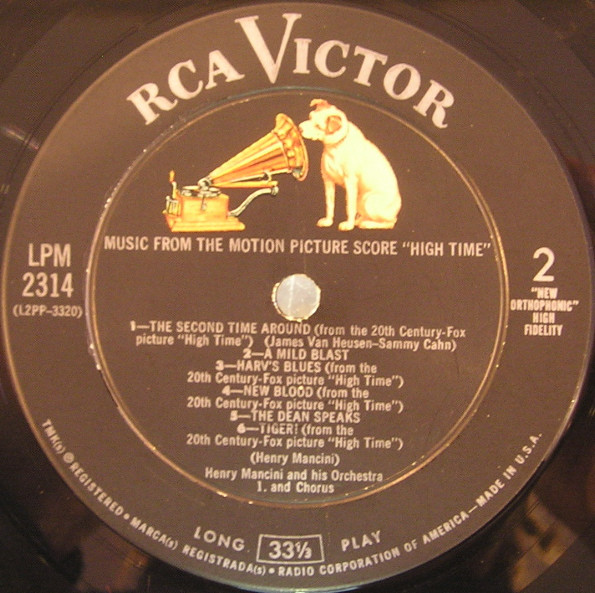 RCA VICTOR
MUSIC FROM THE MOTION PICTURE SCORE "HIGH TIME"
LPM
2314
(L2PP-3320)
2
"NEW
ORTHOPHONIC"
HIGH
FIDELITY
1—THE SECOND TIME AROUND (from the 20th Century-Fox
picture "High Time") (James Van Heusen-Sammy Cahn)
2—A MILD BLAST
3—HARV'S BLUES (from the
20th Century-Fox picture "High Time")
4—NEW BLOOD (from the
20th Century-Fox picture "High Time")
5—THE DEAN SPEAKS
6—TIGER! (from the
20th Century-Fox picture "High Time")
(Henry Mancini)
Henry Mancini and his Orchestra
1. and Chorus
LONG 33⅓ PLAY
TMK(s) ® REGISTERED • MARCA(s) REGISTRADA(s) • RADIO CORPORATION OF AMERICA—MADE IN U.S.A.